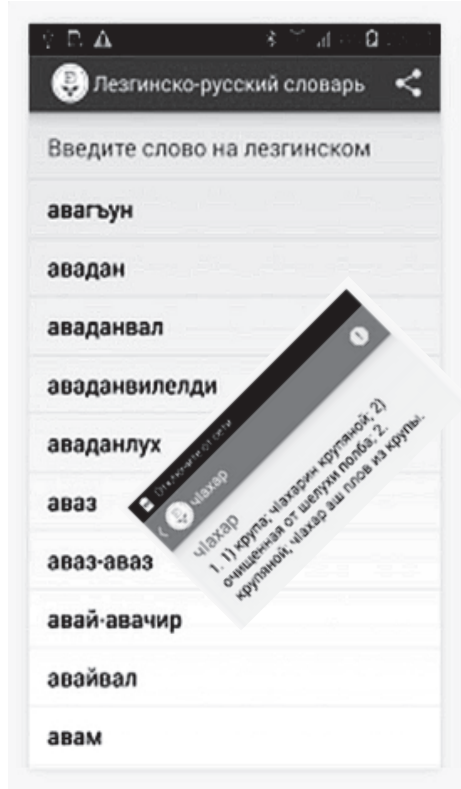 Лезгинско-русский словарь
Введите слово на лезгинском
авагъун
авадан
аваданвал
аваданвилелди
аваданлух
аваз
аваз-аваз
авай-авачир
авайвал
авам
Отключите от сети
чӀахар
чӀахар
1. 1) крупа; чӀахарин крупяной; 2)
очищенная от шелухи полба; 2.
крупяной; чӀахар аш плов из крупы.